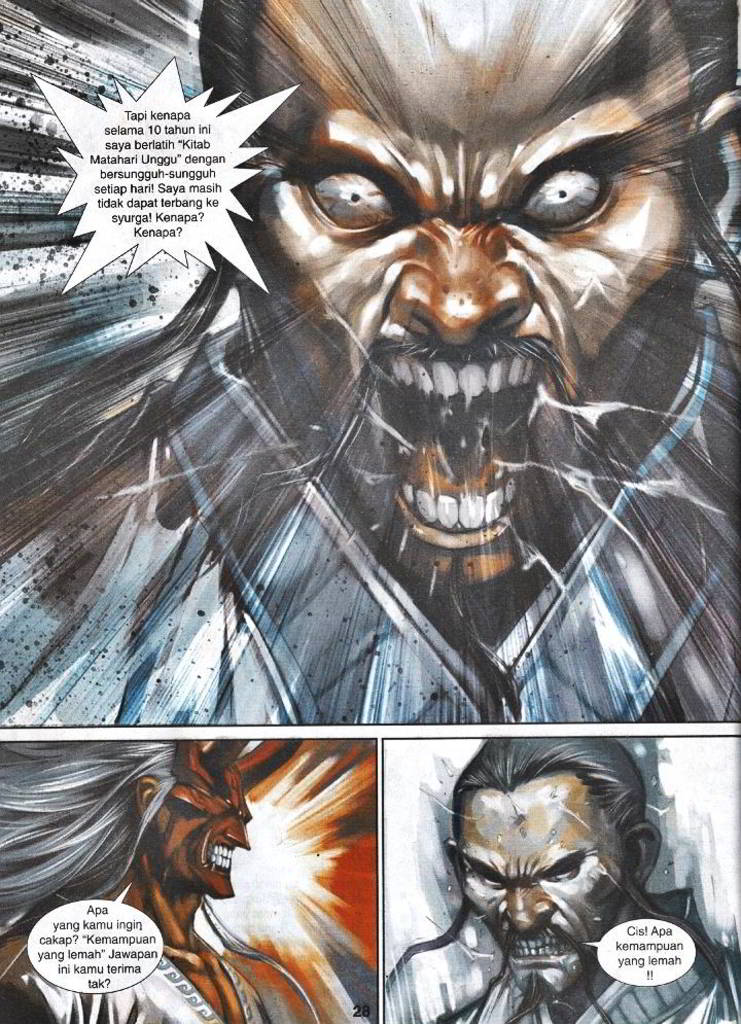 Tapi kenapa
selama 10 tahun ini
saya berlatih "Kitab
Matahari Unggu" dengan
bersungguh-sungguh
setiap hari! Saya masih
tidak dapat terbang ke
syurga! Kenapa?
Kenapa?
Apa
yang kamu ingin
cakap? "Kemampuan
yang lemah" Jawapan
ini kamu terima
tak?
Cis! Apa
kemampuan
yang lemah
!!
28